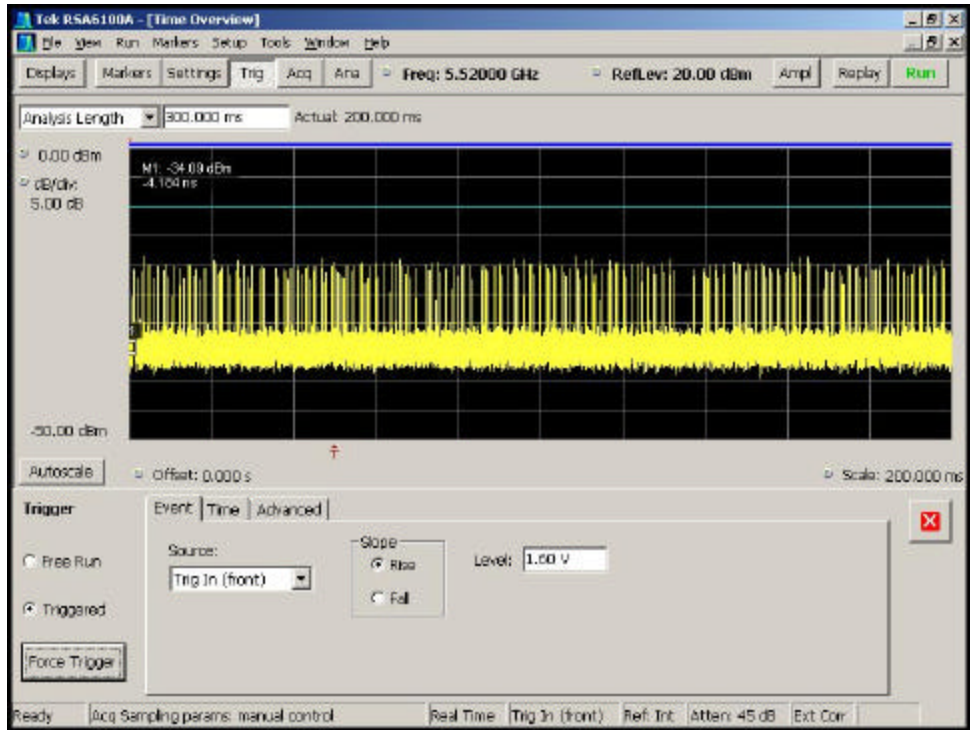 Tek RSA6100A - [Time Overview]
File View Run Markers Setup Tools Window Help
Displays Markers Settings Trig Acq Ana Freq: 5.52000 GHz RefLev: 20.00 dBm Ampl Replay Run
Analysis Length 300.000 ms Actual: 200.000 ms
0.00 dBm
dB/div:
5.00 dB
M1: -34.09 dBm
-4.184 ns
-50.00 dBm
Autoscale Offset: 0.000 s Scale: 200.000 ms
Trigger Event Time Advanced
Free Run
Triggered
Force Trigger
Source:
Trig In (front)
Slope
Rise
Fall
Level: 1.60 V
Ready Acq Sampling params: manual control Real Time Trig In (front) Ref: Int Atten: 45 dB Ext Corr